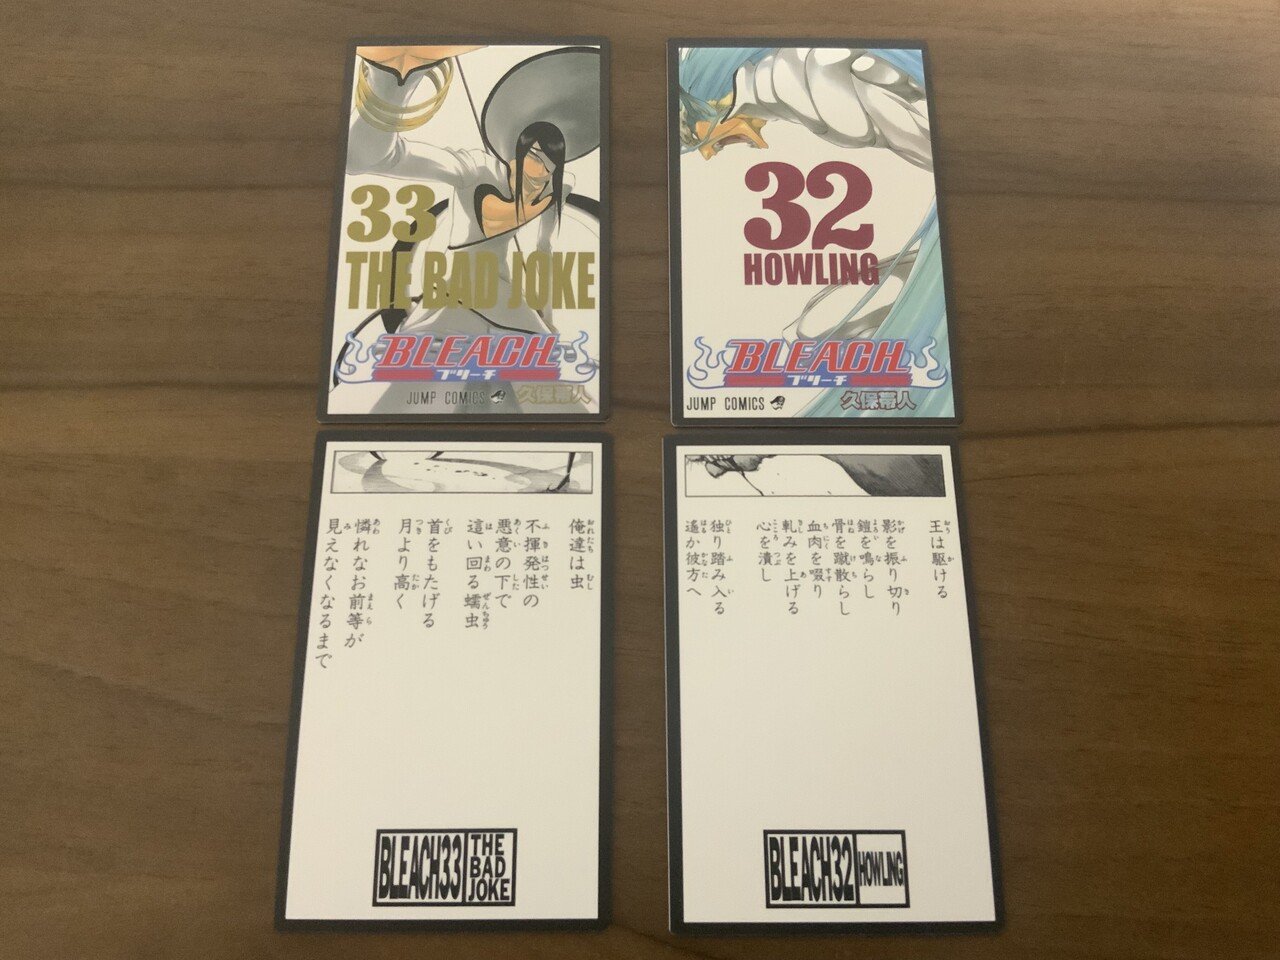 33
THE BAD JOKE
BLEACH
ブリーチ
JUMP COMICS
久保帯人
32
HOWLING
BLEACH
ブリーチ
JUMP COMICS
久保帯人
俺達は虫
不揮発性の
悪意の下で
這い回る蠕虫
首をもたげる
月より高く
憐れなお前等が
見えなくなるまで
BLEACH33
THE
BAD
JOKE
王は駆ける
影を振り切り
鎧を鳴らし
骨を蹴散らし
血肉を啜り
軋みを上げる
心を潰し
独り踏み入る
遙か彼方へ
BLEACH32
HOWLING